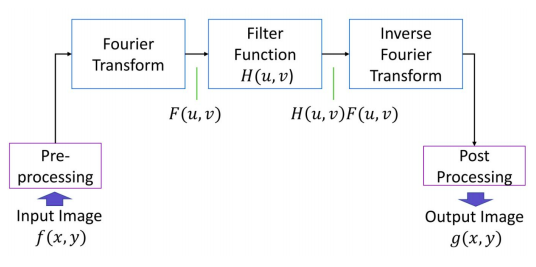 Fourier
Transform
Filter
Function
H(u, v)
Inverse
Fourier
Transform
F(u, v)
H(u, v)F(u, v)
Pre-
processing
Post
Processing
Input Image
f(x, y)
Output Image
g(x, y)